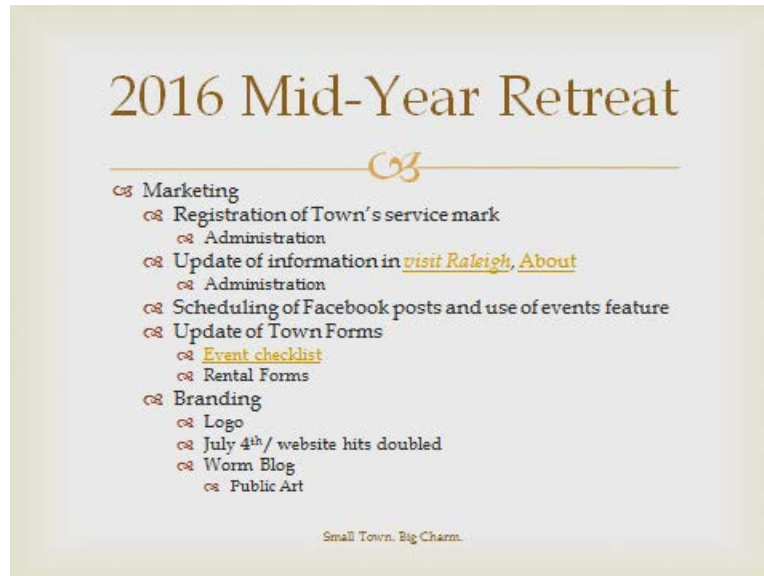 2016 Mid-Year Retreat
Marketing
Registration of Town's service mark
Administration
Update of information in visit Raleigh, About
Administration
Scheduling of Facebook posts and use of events feature
Update of Town Forms
Event checklist
Rental Forms
Branding
Logo
July 4th/ website hits doubled
Worm Blog
Public Art
Small Town. Big Charm.